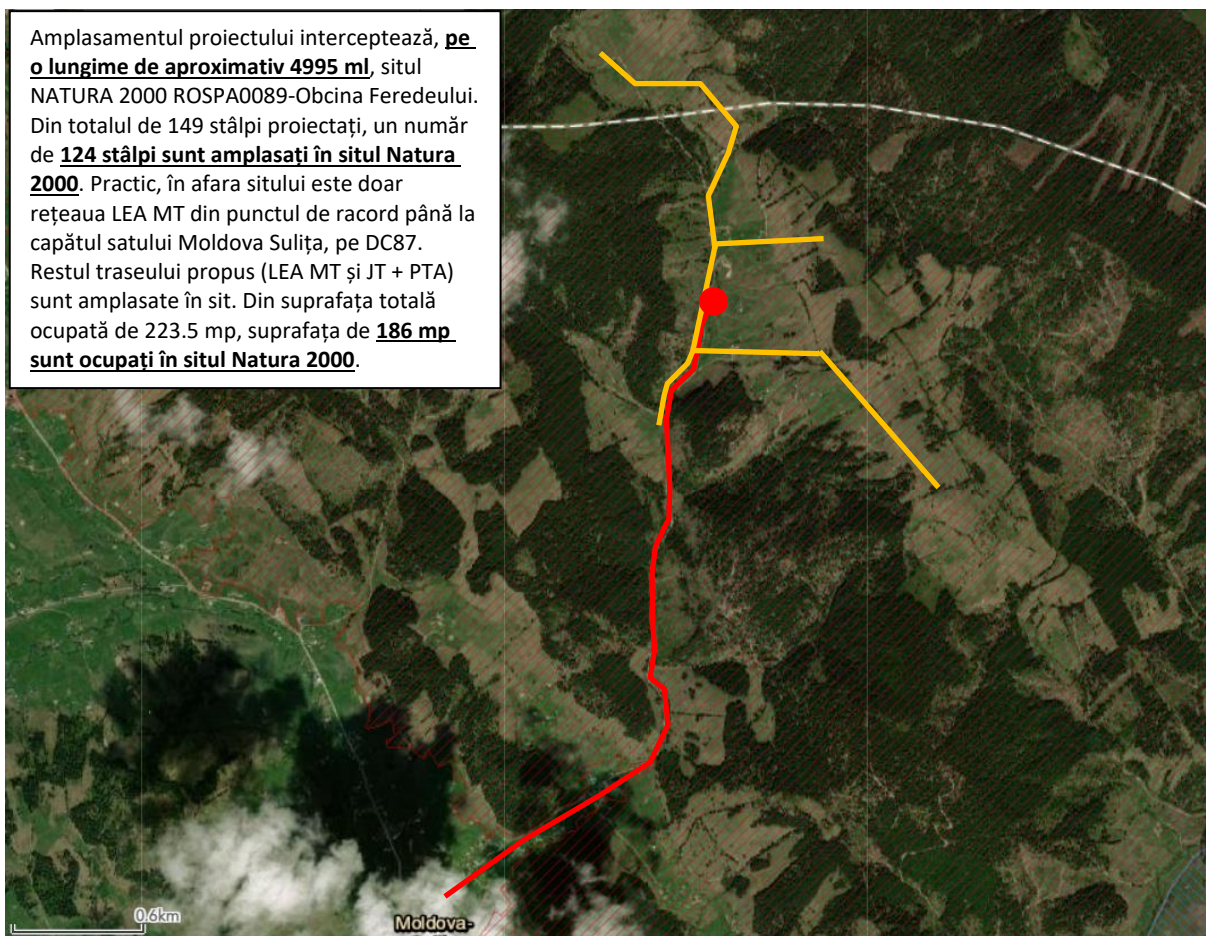 Amplasamentul proiectului interceptează, pe
o lungime de aproximativ 4995 ml, situl
NATURA 2000 ROSPA0089-Obcina Feredeului.
Din totalul de 149 stâlpi proiectați, un număr
de 124 stâlpi sunt amplasați în situl Natura
2000. Practic, în afara sitului este doar
rețeaua LEA MT din punctul de racord până la
capătul satului Moldova Sulița, pe DC87.
Restul traseului propus (LEA MT și JT + PTA)
sunt amplasate în sit. Din suprafața totală
ocupată de 223.5 mp, suprafața de 186 mp
sunt ocupați în situl Natura 2000.
0.6km
Moldova-